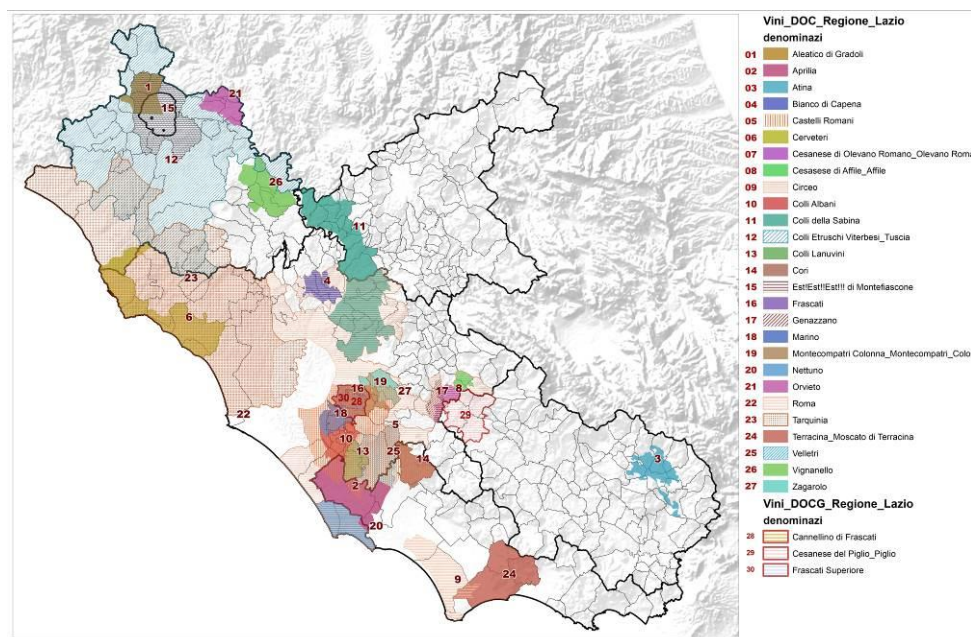 1
21
15
12
26
11
4
23
6
22
16
19
8
30
28
27
17
29
18
5
10
13
25
14
3
2
20
9
24
Vini_DOC_Regione_Lazio
denominazi
01 Aleatico di Gradoli
02 Aprilia
03 Atina
04 Bianco di Capena
05 Castelli Romani
06 Cerveteri
07 Cesanese di Olevano Romano_Olevano Roma
08 Cesasese di Affile_Affile
09 Circeo
10 Colli Albani
11 Colli della Sabina
12 Colli Etruschi Viterbesi_Tuscia
13 Colli Lanuvini
14 Cori
15 Est!Est!!Est!!! di Montefiascone
16 Frascati
17 Genazzano
18 Marino
19 Montecompatri Colonna_Montecompatri_Colo
20 Nettuno
21 Orvieto
22 Roma
23 Tarquinia
24 Terracina_Moscato di Terracina
25 Velletri
26 Vignanello
27 Zagarolo
Vini_DOCG_Regione_Lazio
denominazi
28 Cannellino di Frascati
29 Cesanese del Piglio_Piglio
30 Frascati Superiore